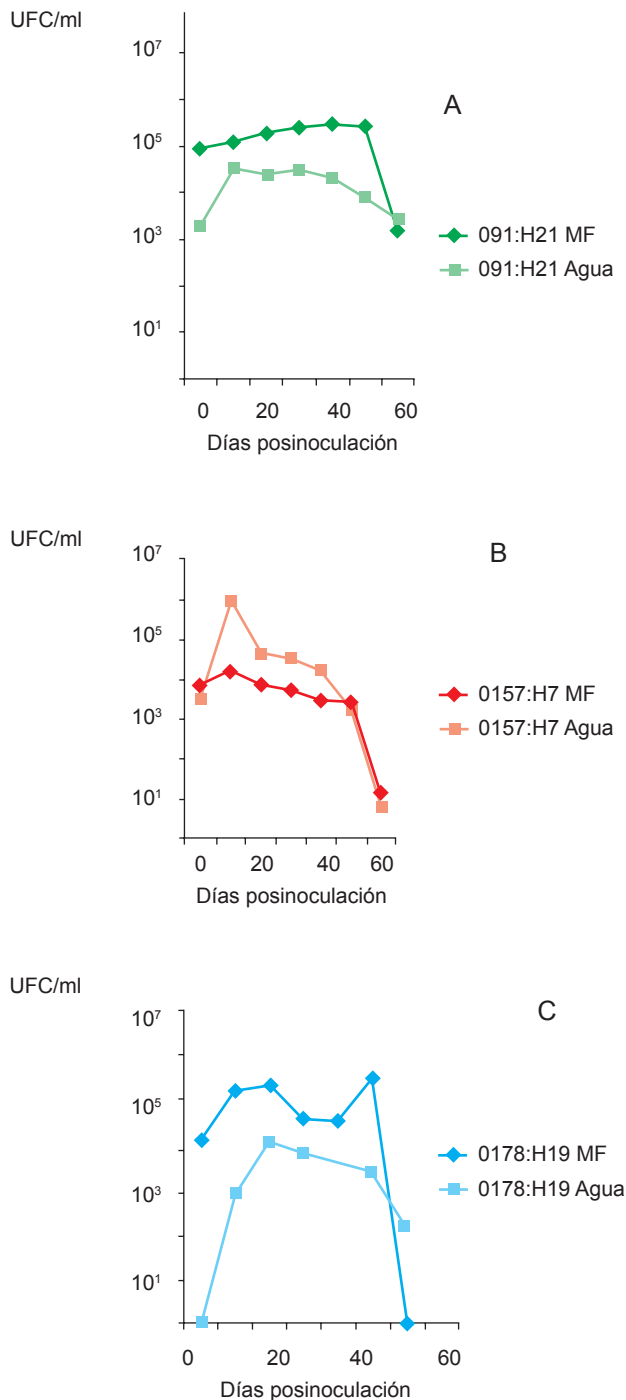 UFC/ml
10⁷
10⁵
10³
10¹
A
091:H21 MF
091:H21 Agua
0 20 40 60
Días posinoculación
UFC/ml
10⁷
10⁵
10³
10¹
B
0157:H7 MF
0157:H7 Agua
0 20 40 60
Días posinoculación
UFC/ml
10⁷
10⁵
10³
10¹
C
0178:H19 MF
0178:H19 Agua
0 20 40 60
Días posinoculación